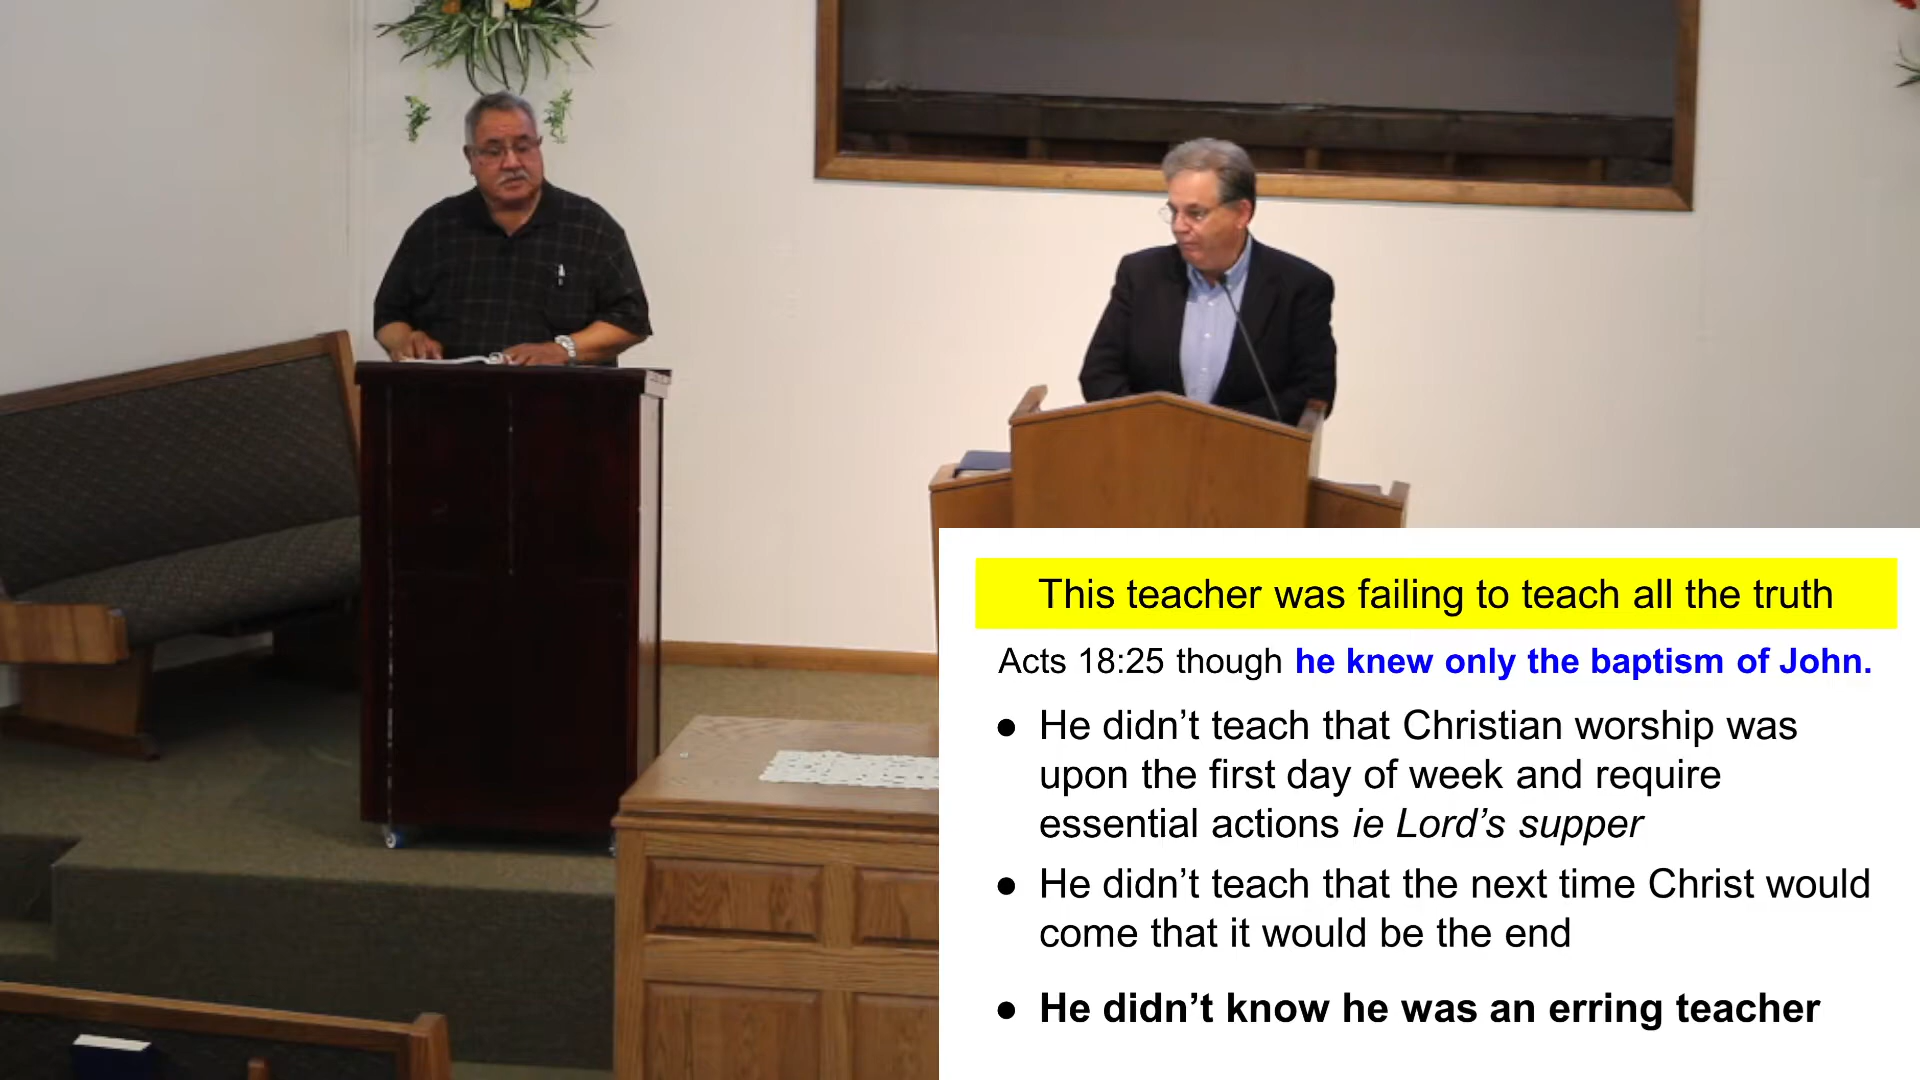 This teacher was failing to teach all the truth
Acts 18:25 though he knew only the baptism of John.
● He didn’t teach that Christian worship was
upon the first day of week and require
essential actions ie Lord’s supper
● He didn’t teach that the next time Christ would
come that it would be the end
● He didn’t know he was an erring teacher